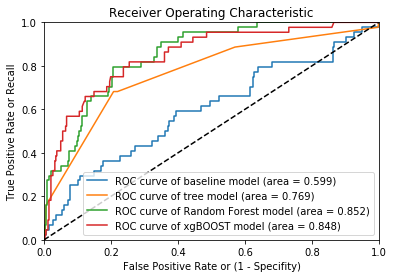 Receiver Operating Characteristic
True Positive Rate or Recall
1.0
0.8
0.6
0.4
0.2
0.0
ROC curve of baseline model (area = 0.599)
ROC curve of tree model (area = 0.769)
ROC curve of Random Forest model (area = 0.852)
ROC curve of xgBOOST model (area = 0.848)
0.0 0.2 0.4 0.6 0.8 1.0
False Positive Rate or (1 - Specifity)